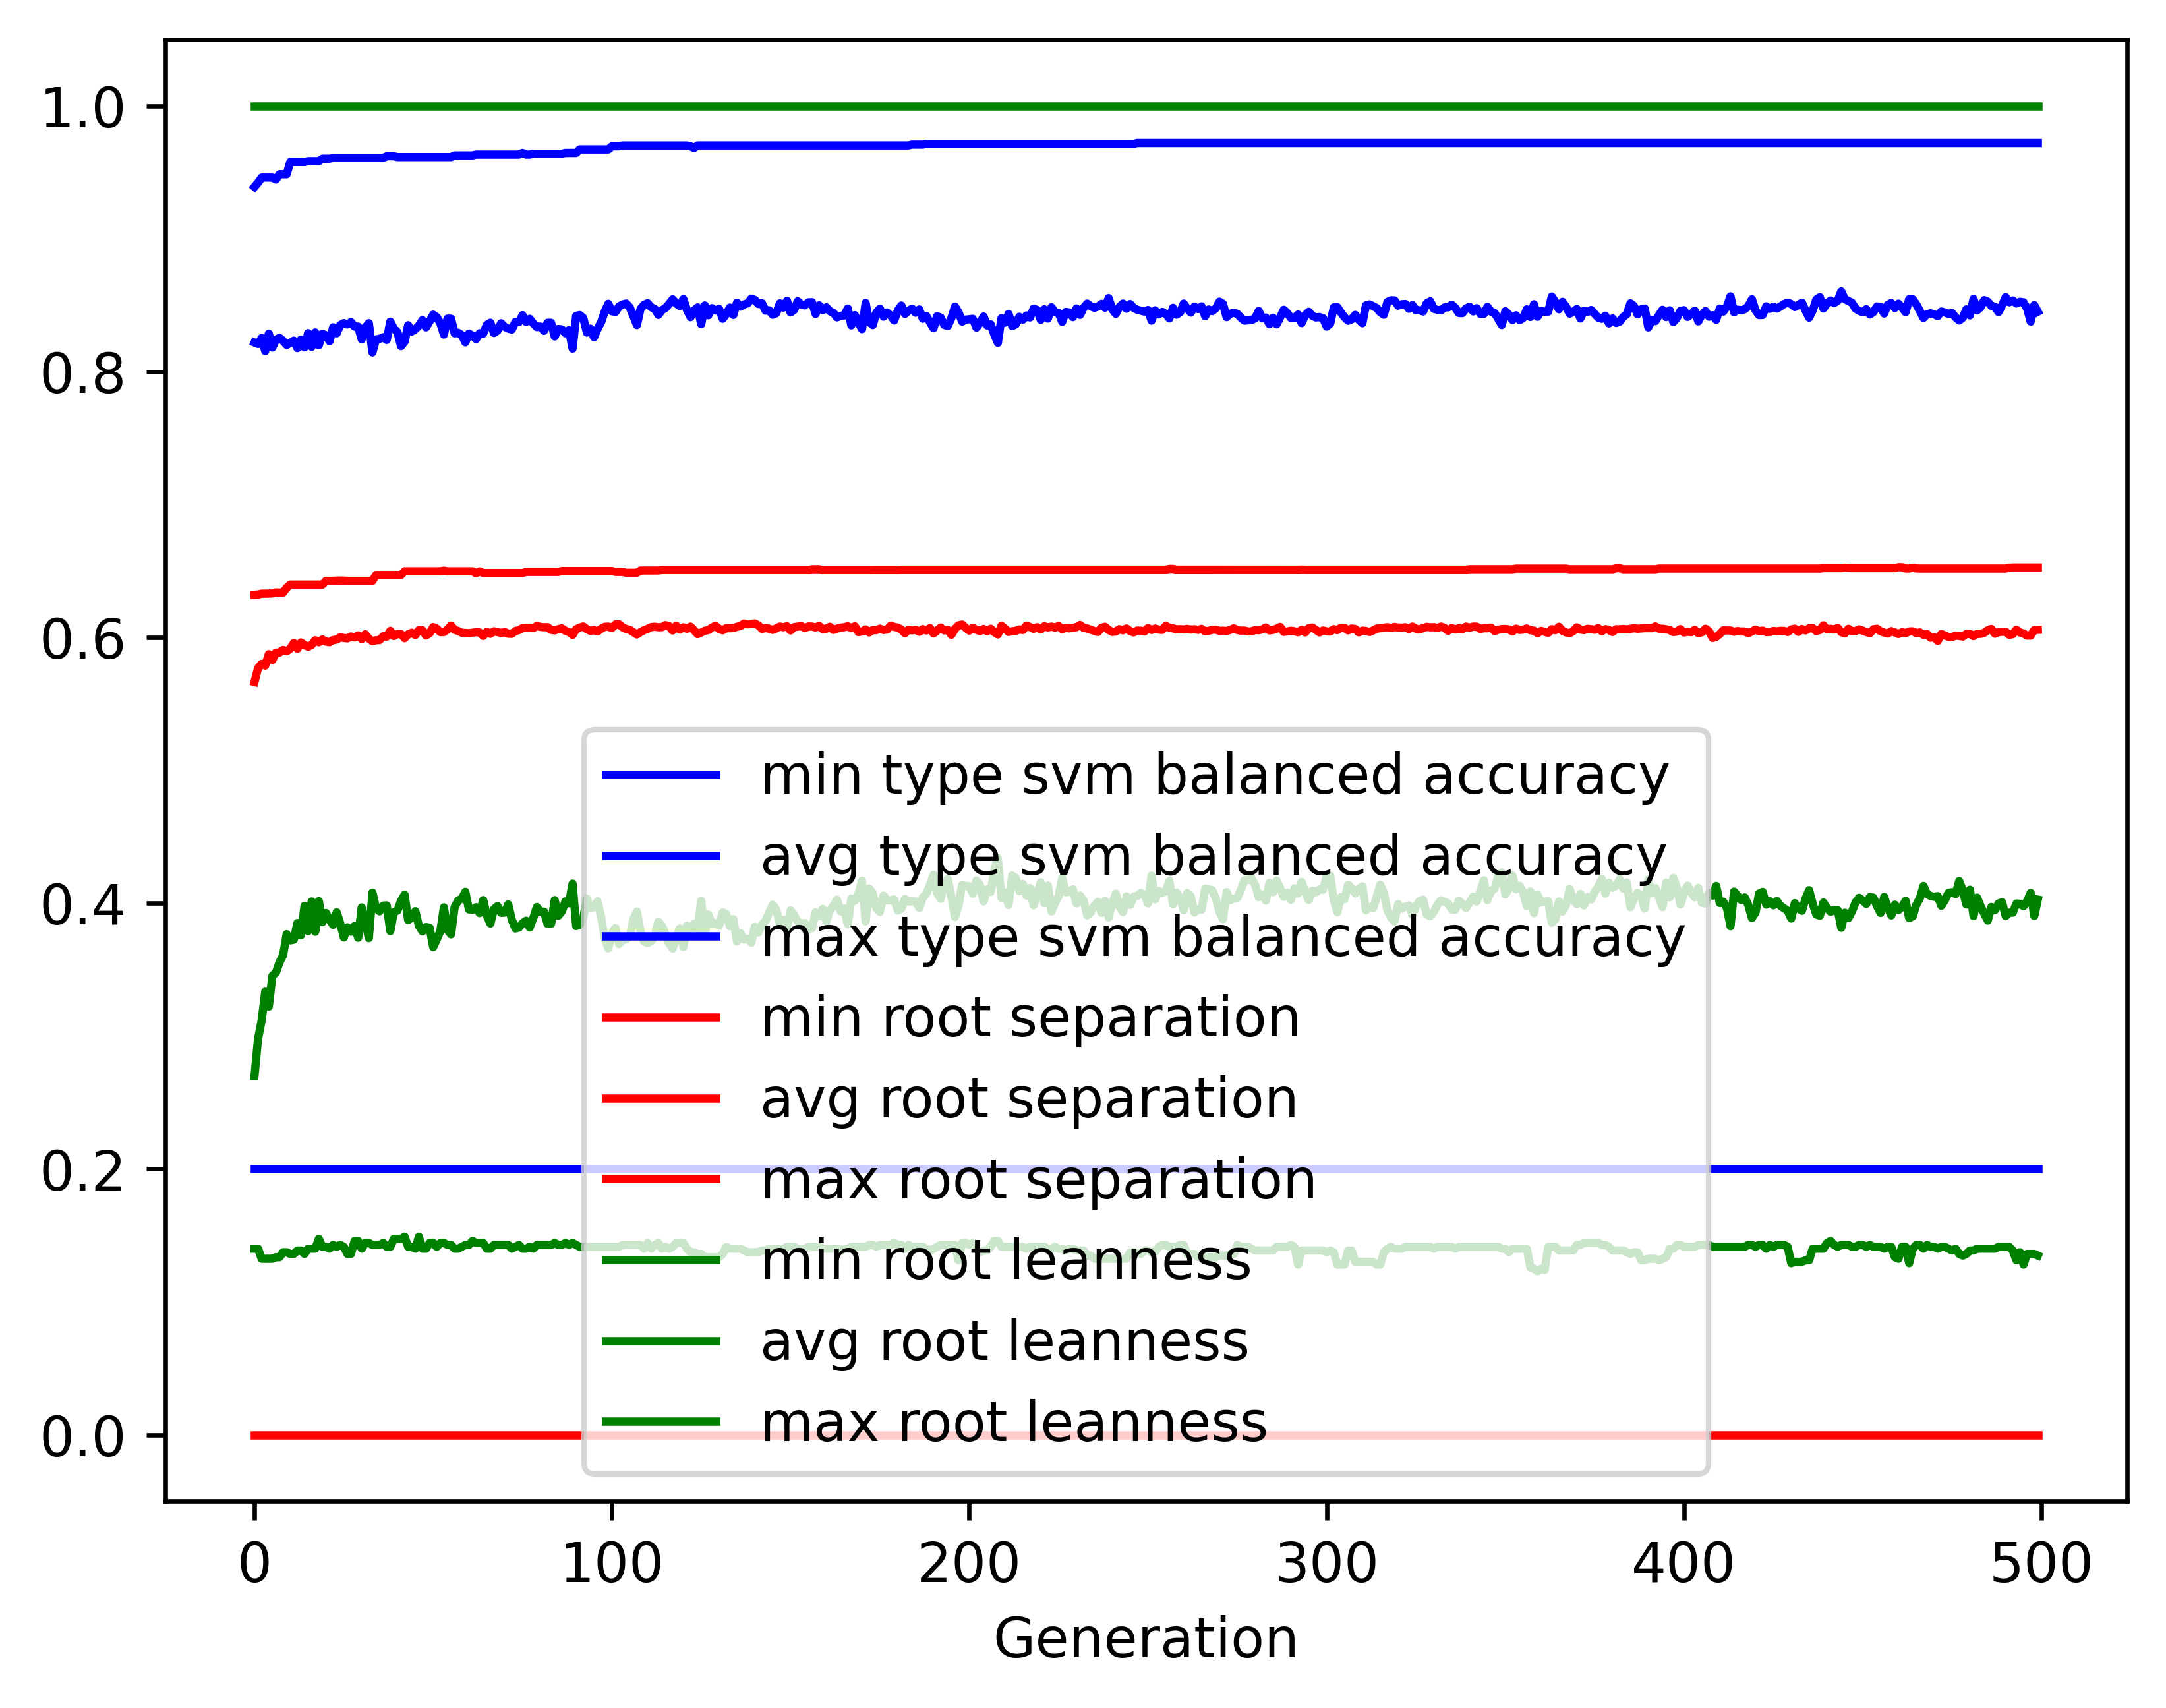 1.0
0.8
0.6
0.4
0.2
0.0
min type svm balanced accuracy
avg type svm balanced accuracy
max type svm balanced accuracy
min root separation
avg root separation
max root separation
min root leanness
avg root leanness
max root leanness
0 100 200 300 400 500
Generation